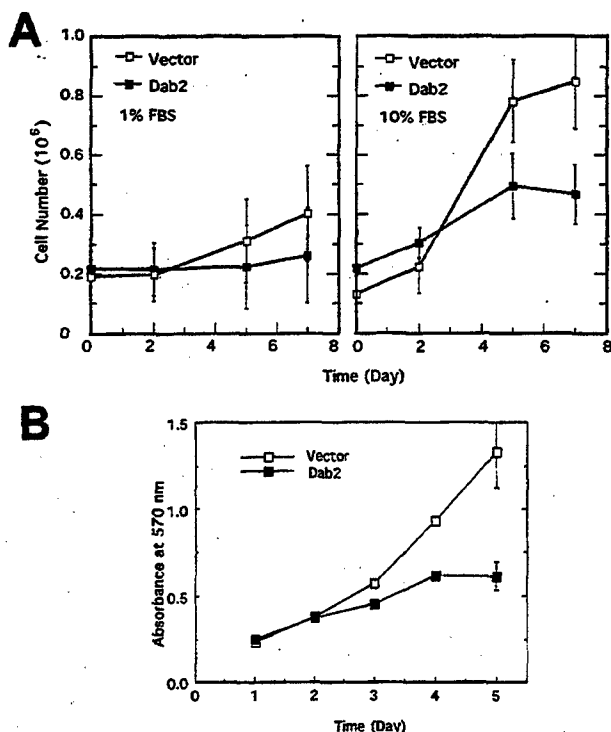 A
Vector
Dab2
1% FBS
Vector
Dab2
10% FBS
Cell Number (10⁶)
1.0
0.8
0.6
0.4
0.2
0
0 2 4 6 8
0 2 4 6 8
Time (Day)
B
Vector
Dab2
Absorbance at 570 nm
1.5
1.0
0.5
0.0
0 1 2 3 4 5
Time (Day)